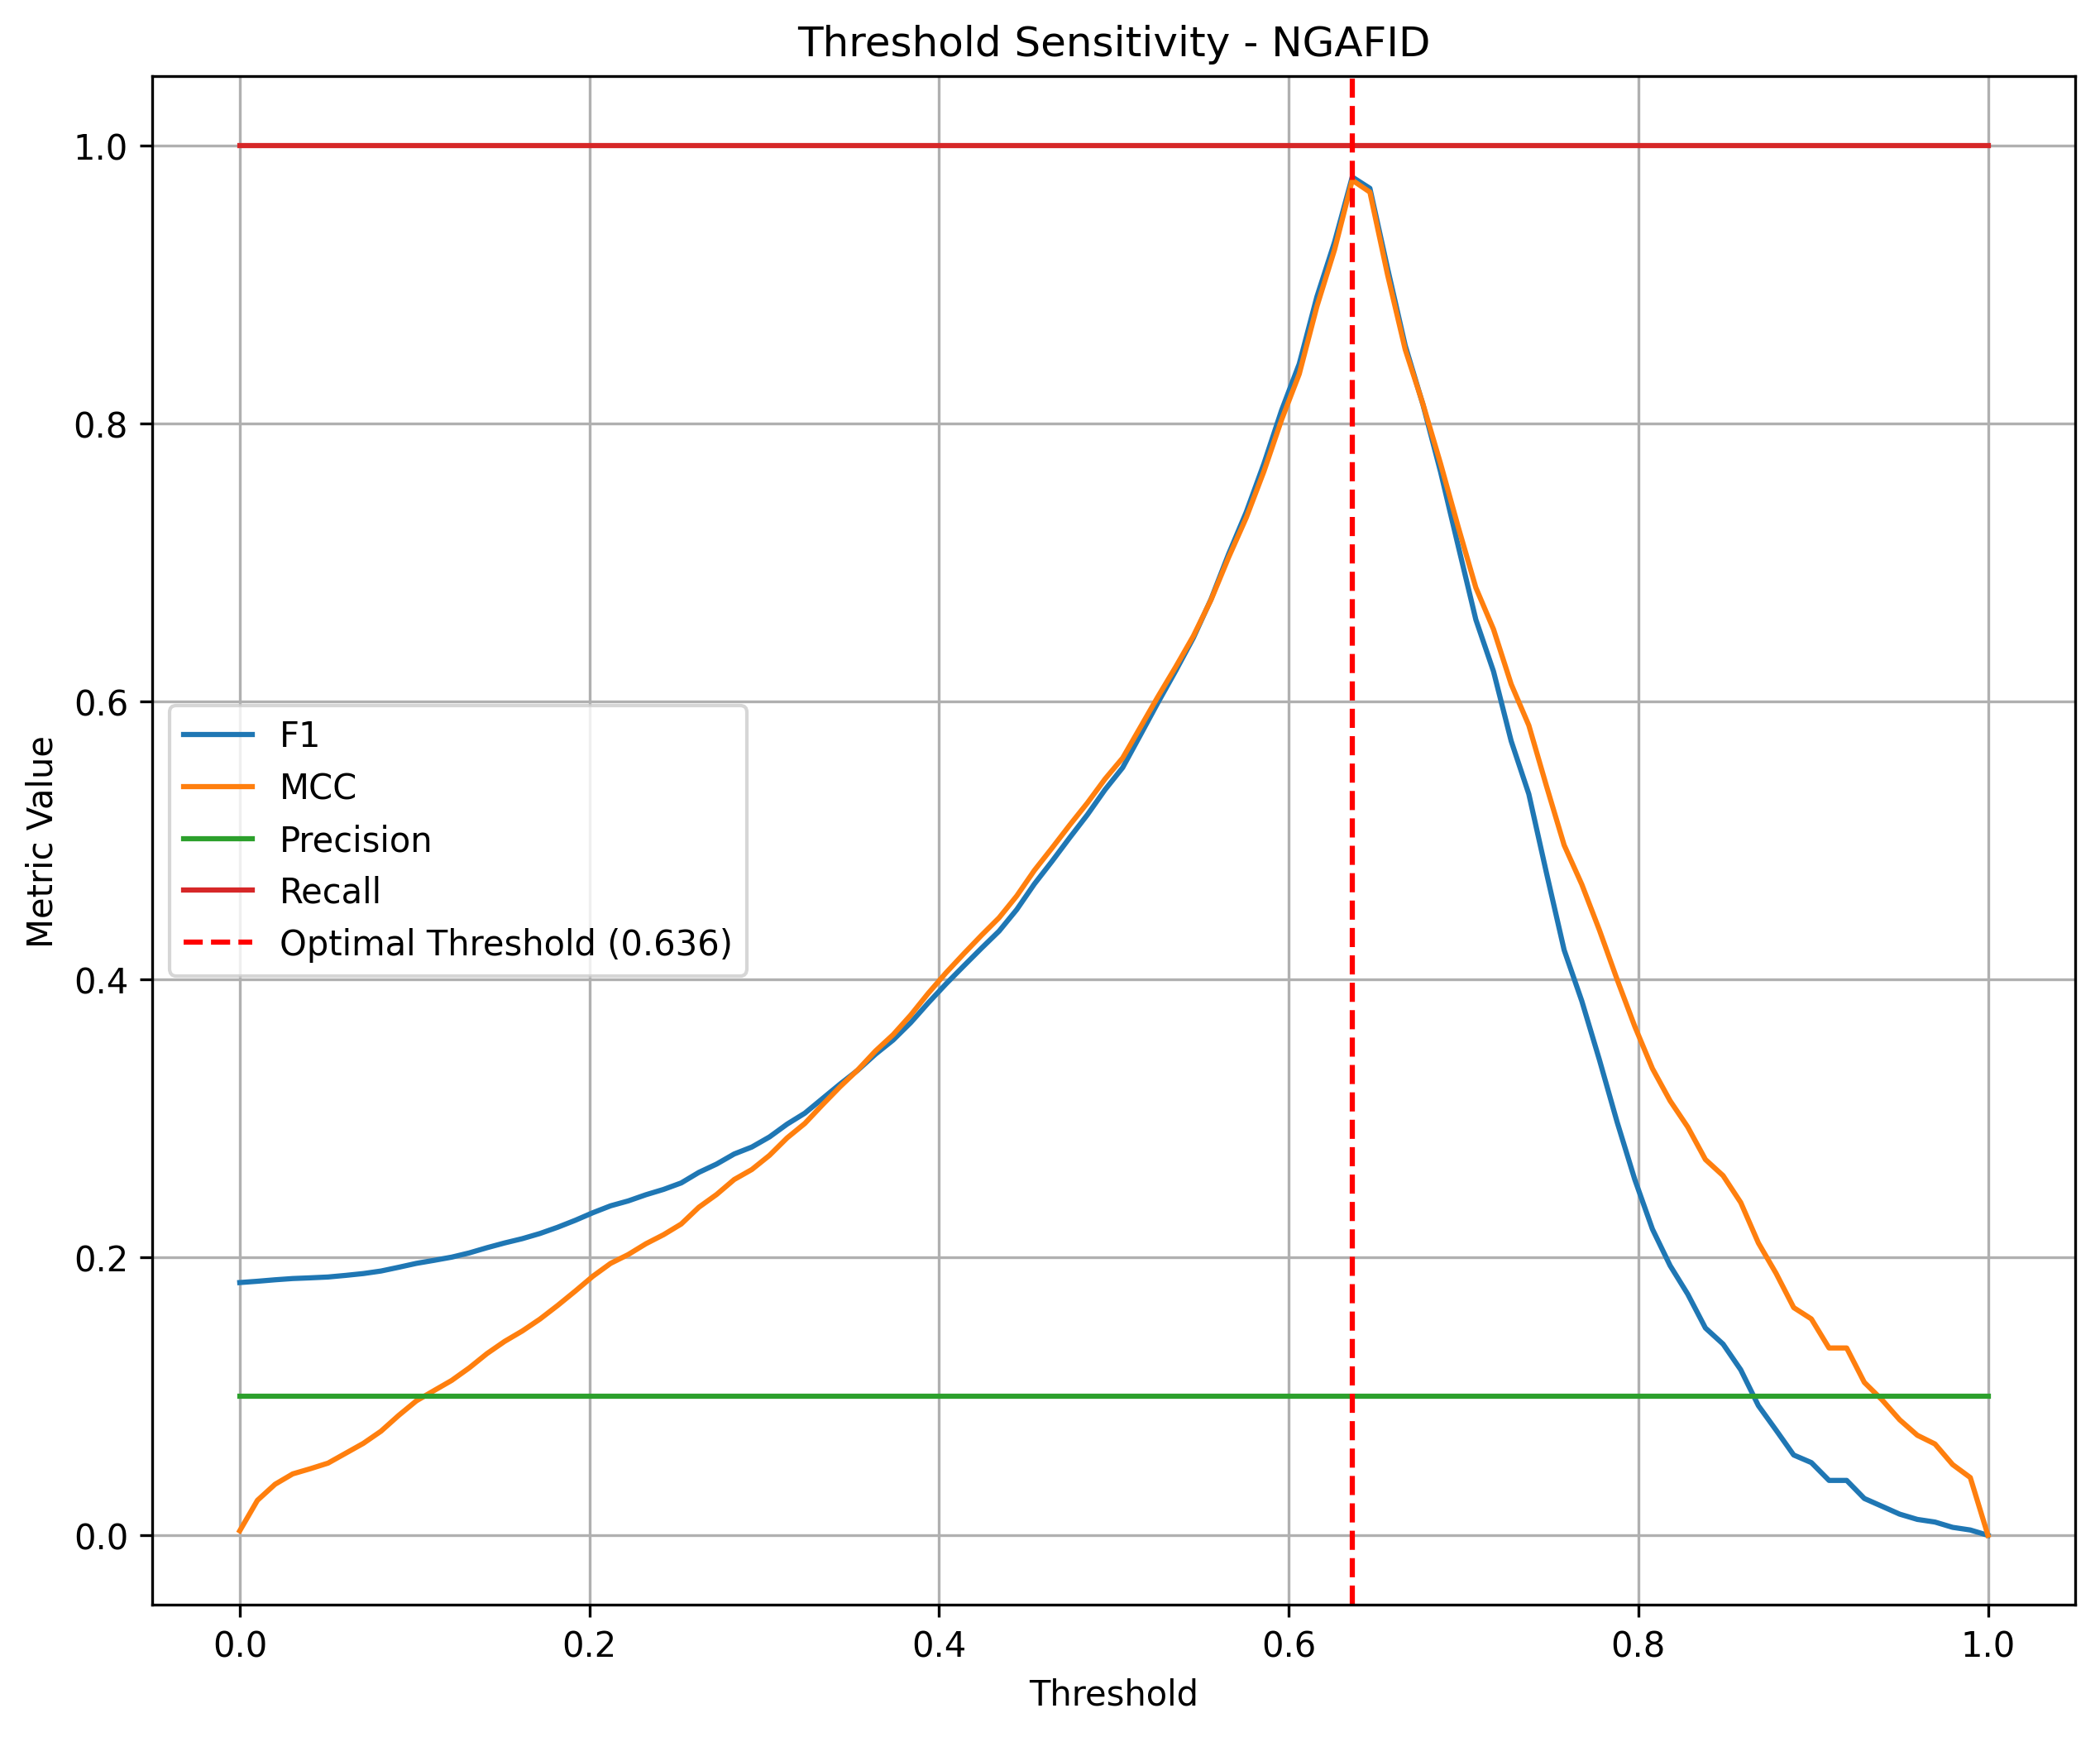 Threshold Sensitivity - NGAFID
Metric Value
1.0
0.8
0.6
0.4
0.2
0.0
F1
MCC
Precision
Recall
Optimal Threshold (0.636)
0.0 0.2 0.4 0.6 0.8 1.0
Threshold